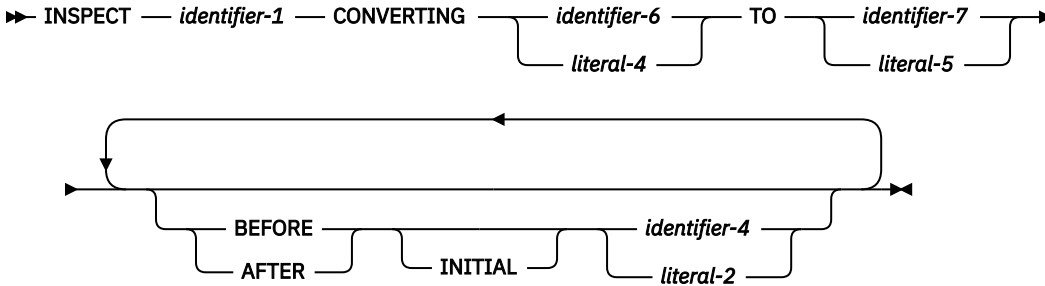 INSPECT identifier-1 CONVERTING identifier-6 TO identifier-7
literal-4 literal-5
BEFORE identifier-4
AFTER INITIAL literal-2